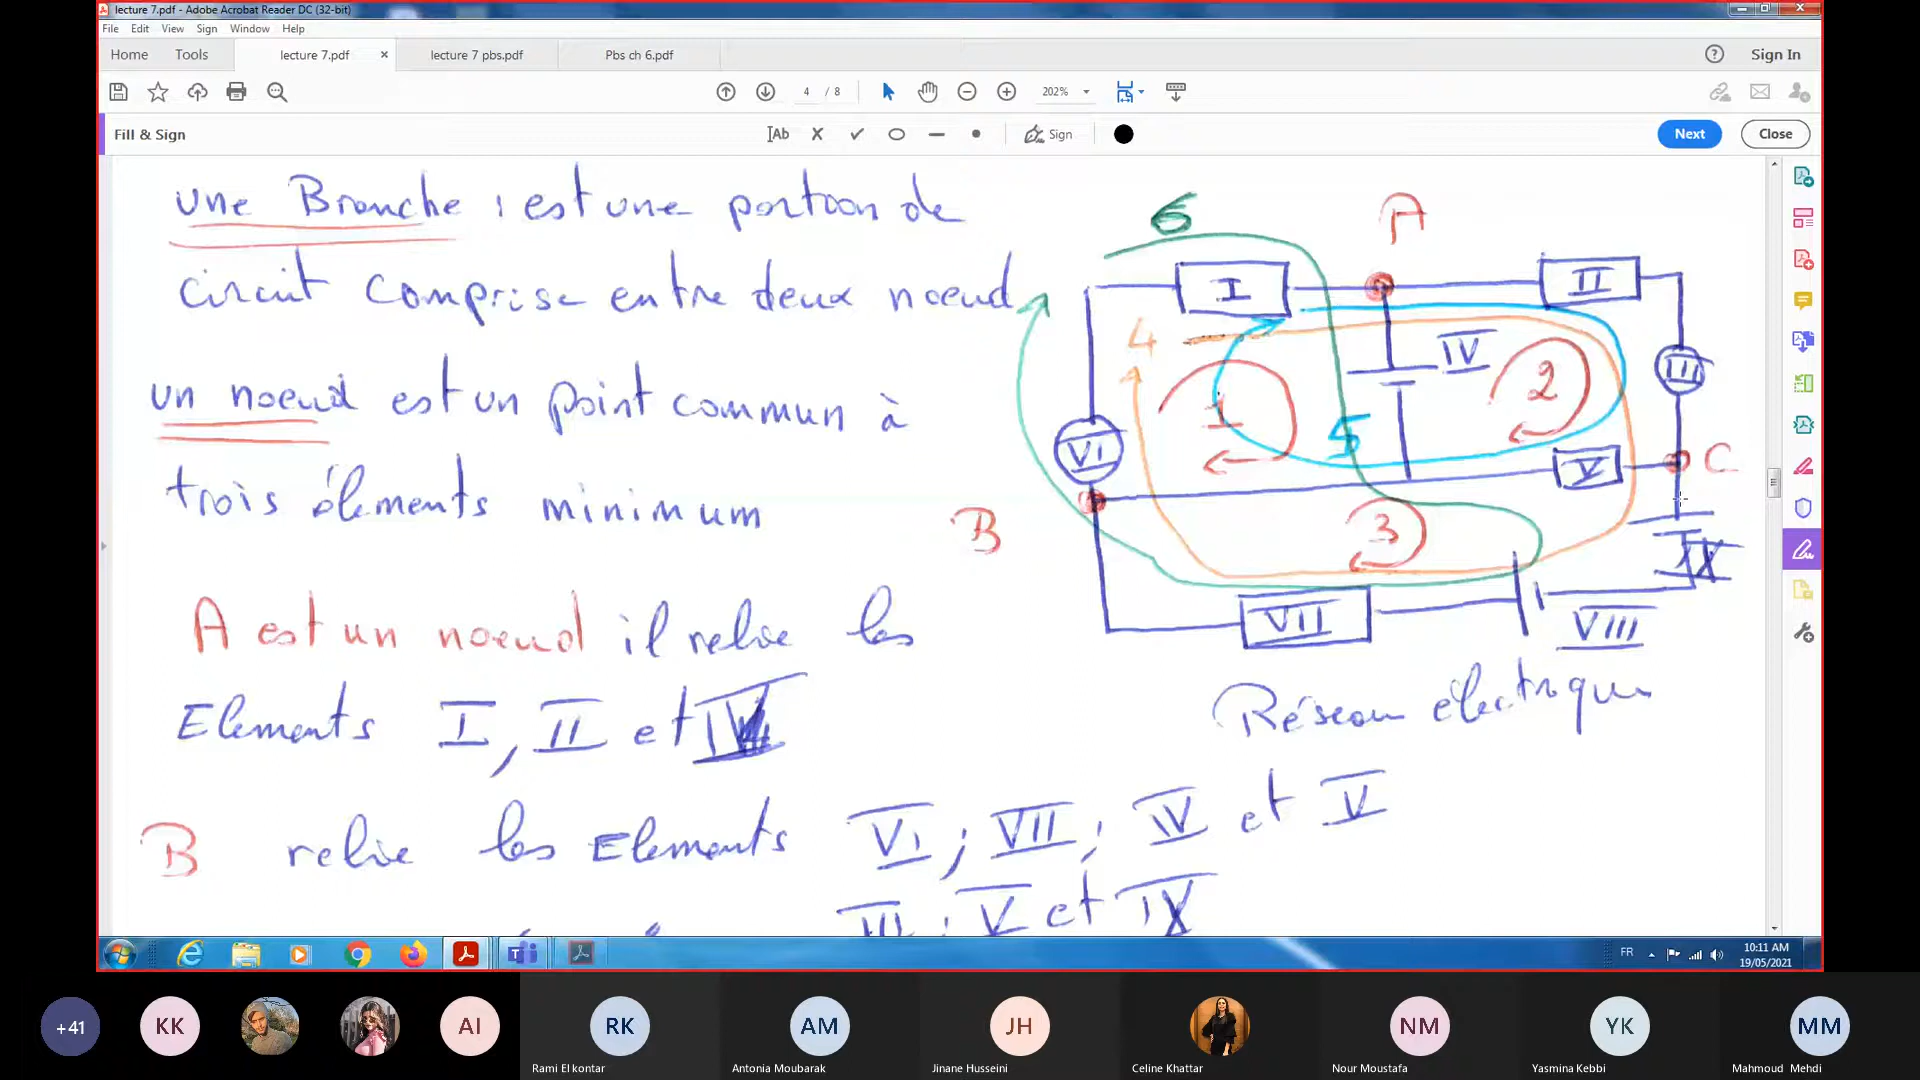 lecture 7.pdf - Adobe Acrobat Reader DC (32-bit)
File Edit View Sign Window Help
Home Tools lecture 7.pdf × lecture 7 pbs.pdf Pbs ch 6.pdf Sign In
4 / 8 202%
Fill & Sign Ab Sign Next Close
une Branche : est une portion de
circuit comprise entre deux noeud
un noeud est un point commun à
trois élements minimum
A est un noeud il relie les
Elements I, II et IV
B relie les Elements VI ; VII ; IV et V
III ; V et IX
6 A
I II
4 IV III
1 2
5
VI V C
B 3
IX
VII VIII
Réseau électrique
FR 10:11 AM
19/05/2021
+41 KK AI RK AM JH NM YK MM
Rami El kontar Antonia Moubarak Jinane Husseini Celine Khattar Nour Moustafa Yasmina Kebbi Mahmoud Mehdi